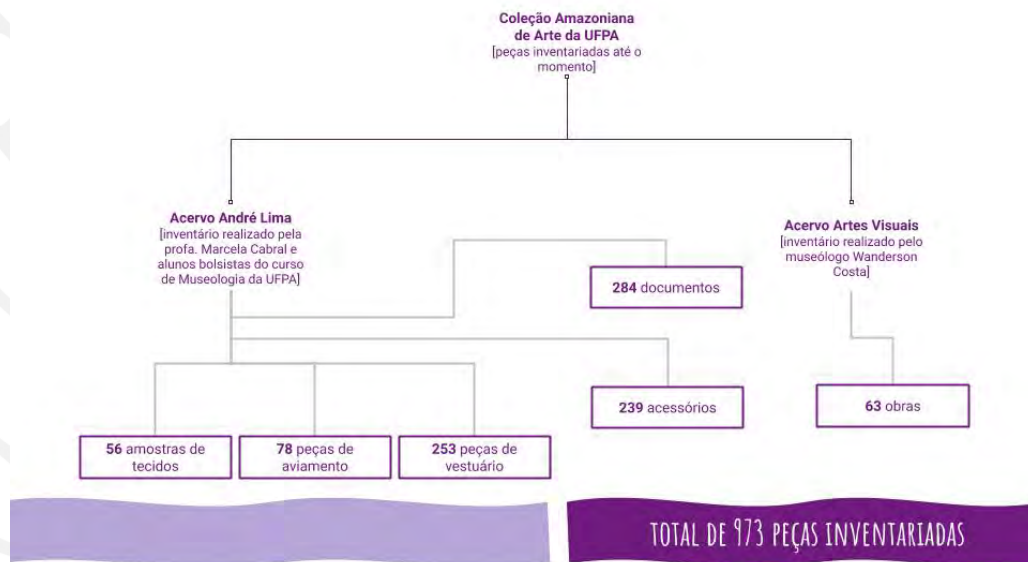 Coleção Amazoniana
de Arte da UFPA
[peças inventariadas até o
momento]
Acervo André Lima
[inventário realizado pela
profa. Marcela Cabral e
alunos bolsistas do curso
de Museologia da UFPA]
Acervo Artes Visuais
[inventário realizado pelo
museólogo Wanderson
Costa]
284 documentos
239 acessórios
63 obras
56 amostras de
tecidos
78 peças de
aviamento
253 peças de
vestuário
TOTAL DE 973 PEÇAS INVENTARIADAS